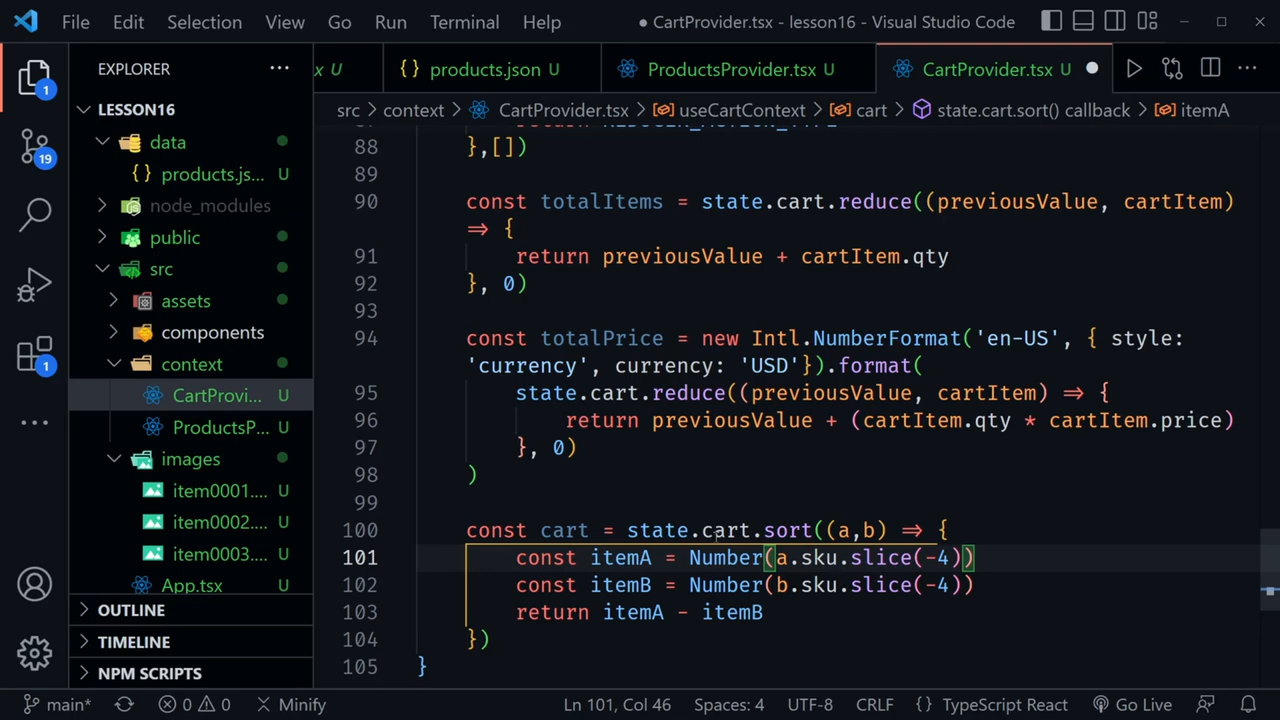 File Edit Selection View Go Run Terminal Help
● CartProvider.tsx - lesson16 - Visual Studio Code
EXPLORER ···
x U
{} products.json U
ProductsProvider.tsx U
CartProvider.tsx U
src > context > CartProvider.tsx > useCartContext > cart > state.cart.sort() callback > itemA
1
19
1
LESSON16
data
{} products.js... U
node_modules
public
src
assets
components
context
CartProvi... U
ProductsP... U
images
item0001.... U
item0002.... U
item0003.... U
App.tsx U
OUTLINE
TIMELINE
NPM SCRIPTS
88 },[])
89
90 const totalItems = state.cart.reduce((previousValue, cartItem)
=> {
91 return previousValue + cartItem.qty
92 }, 0)
93
94 const totalPrice = new Intl.NumberFormat('en-US', { style:
'currency', currency: 'USD'}).format(
95 state.cart.reduce((previousValue, cartItem) => {
96 return previousValue + (cartItem.qty * cartItem.price)
97 }, 0)
98 )
99
100 const cart = state.cart.sort((a,b) => {
101 const itemA = Number(a.sku.slice(-4))
102 const itemB = Number(b.sku.slice(-4))
103 return itemA - itemB
104 })
105 }
main* 0 0 Minify
Ln 101, Col 46 Spaces: 4 UTF-8 CRLF {} TypeScript React Go Live